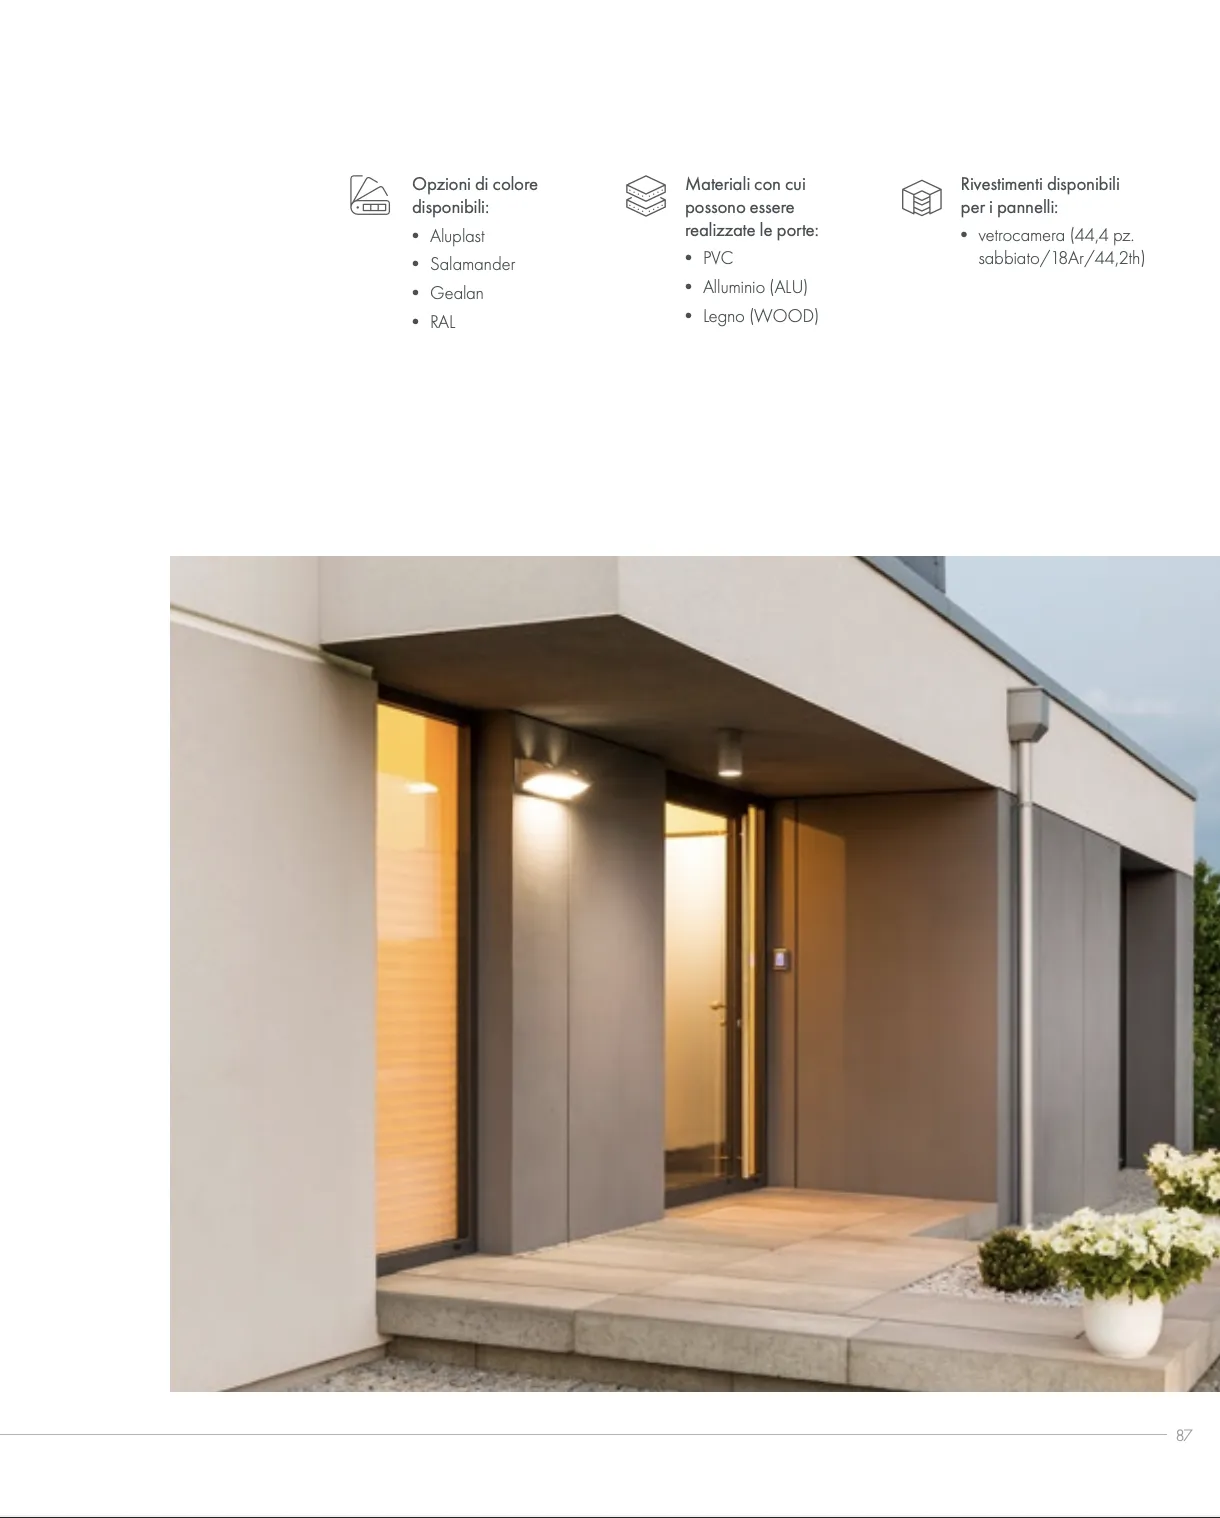 Opzioni di colore
disponibili:
• Aluplast
• Salamander
• Gealan
• RAL
Materiali con cui
possono essere
realizzate le porte:
• PVC
• Alluminio (ALU)
• Legno (WOOD)
Rivestimenti disponibili
per i pannelli:
• vetrocamera (44,4 pz.
sabbiato/18Ar/44,2th)
87